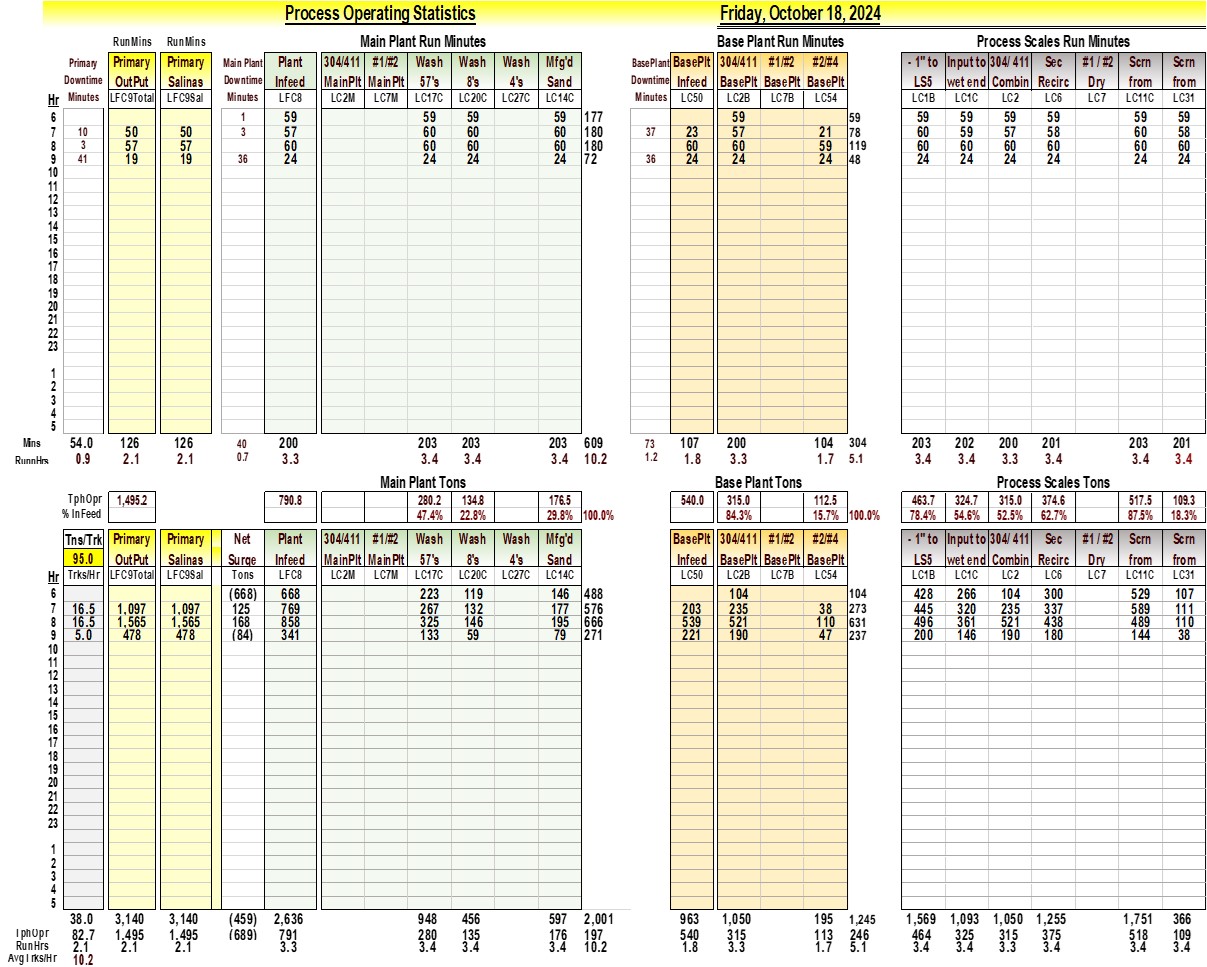 Process Operating Statistics Friday, October 18, 2024
RunMins RunMins Main Plant Run Minutes Base Plant Run Minutes Process Scales Run Minutes
Primary Primary Primary Main Plant Plant 304/411 #1/#2 Wash Wash Wash Mfg'd BasePlant BasePlt 304/411 #1/#2 #2/#4 - 1" to Input to 304/ 411 Sec #1 / #2 Scrn Scrn
Downtime OutPut Salinas Downtime Infeed MainPlt MainPlt 57's 8's 4's Sand Downtime Infeed BasePlt BasePlt BasePlt LS5 wet end Combin Recirc Dry from from
Hr Minutes LFC9Total LFC9Sal Minutes LFC8 LC2M LC7M LC17C LC20C LC27C LC14C Minutes LC50 LC2B LC7B LC54 LC1B LC1C LC2 LC6 LC7 LC11C LC31
6 1 59 59 59 59 177 59 59 59 59 59 59 59 59
7 10 50 50 3 57 60 60 60 180 37 23 57 21 78 60 59 57 58 60 58
8 3 57 57 60 60 60 60 180 60 60 59 119 60 60 60 60 60 60
9 41 19 19 36 24 24 24 24 72 36 24 24 24 48 24 24 24 24 24 24
10
11
12
13
14
15
16
17
18
19
20
21
22
23
1
2
3
4
5
Mins 54.0 126 126 40 200 203 203 203 609 73 107 200 104 304 203 202 200 201 203 201
RunnHrs 0.9 2.1 2.1 0.7 3.3 3.4 3.4 3.4 10.2 1.2 1.8 3.3 1.7 5.1 3.4 3.4 3.3 3.4 3.4 3.4
Main Plant Tons Base Plant Tons Process Scales Tons
TphOpr 1,495.2 790.8 280.2 134.8 176.5 540.0 315.0 112.5 463.7 324.7 315.0 374.6 517.5 109.3
% InFeed 47.4% 22.8% 29.8% 100.0% 84.3% 15.7% 100.0% 78.4% 54.6% 52.5% 62.7% 87.5% 18.3%
Tns/Trk Primary Primary Net Plant 304/411 #1/#2 Wash Wash Wash Mfg'd BasePlt 304/411 #1/#2 #2/#4 - 1" to Input to 304/ 411 Sec #1 / #2 Scrn Scrn
95.0 OutPut Salinas Surge Infeed MainPlt MainPlt 57's 8's 4's Sand Infeed BasePlt BasePlt BasePlt LS5 wet end Combin Recirc Dry from from
Hr Trks/Hr LFC9Total LFC9Sal Tons LFC8 LC2M LC7M LC17C LC20C LC27C LC14C LC50 LC2B LC7B LC54 LC1B LC1C LC2 LC6 LC7 LC11C LC31
6 (668) 668 223 119 146 488 104 104 428 266 104 300 529 107
7 16.5 1,097 1,097 125 769 267 132 177 576 203 235 38 273 445 320 235 337 589 111
8 16.5 1,565 1,565 168 858 325 146 195 666 539 521 110 631 496 361 521 438 489 110
9 5.0 478 478 (84) 341 133 59 79 271 221 190 47 237 200 146 190 180 144 38
10
11
12
13
14
15
16
17
18
19
20
21
22
23
1
2
3
4
5
38.0 3,140 3,140 (459) 2,636 948 456 597 2,001 963 1,050 195 1,245 1,569 1,093 1,050 1,255 1,751 366
TphOpr 82.7 1,495 1,495 (689) 791 280 135 176 197 540 315 113 246 464 325 315 375 518 109
RunHrs 2.1 2.1 2.1 3.3 3.4 3.4 3.4 10.2 1.8 3.3 1.7 5.1 3.4 3.4 3.3 3.4 3.4 3.4
AvgTrks/Hr 10.2